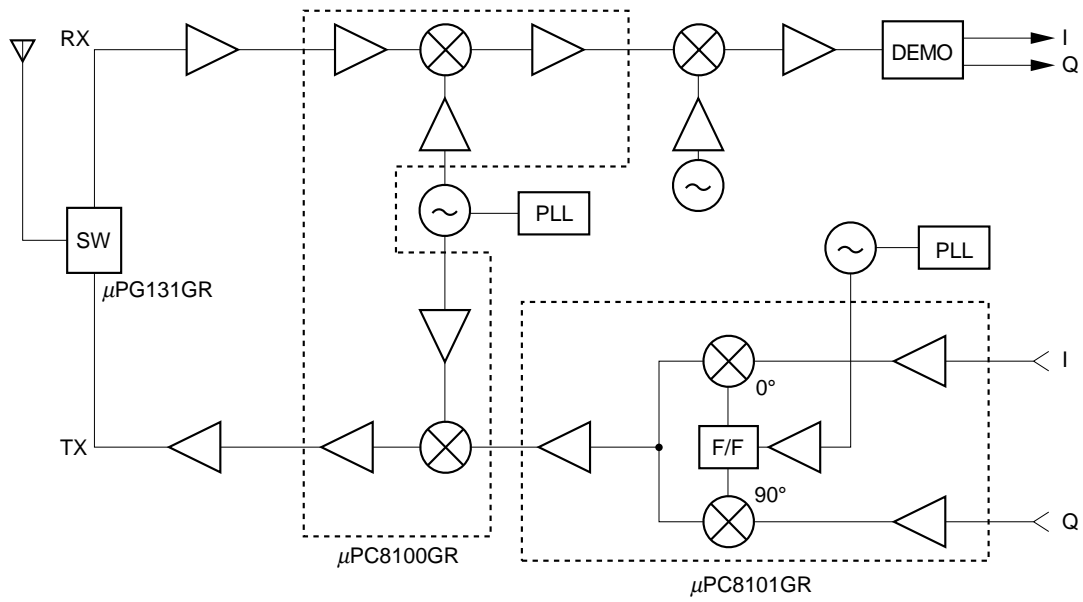 RX
DEMO
I
Q
SW
PLL
μPG131GR
PLL
I
0°
TX
F/F
90°
Q
μPC8100GR
μPC8101GR